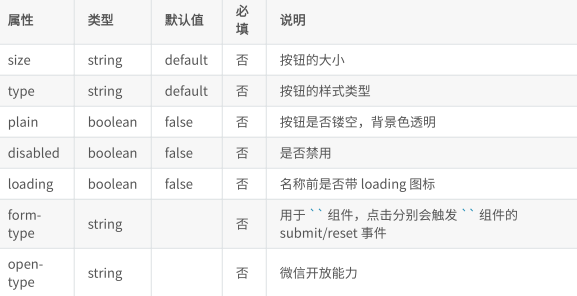 属性 类型 默认值 必填 说明
size string default 否 按钮的大小
type string default 否 按钮的样式类型
plain boolean false 否 按钮是否镂空，背景色透明
disabled boolean false 否 是否禁用
loading boolean false 否 名称前是否带 loading 图标
form-type string 否 用于 `` 组件，点击分别会触发 `` 组件的
submit/reset 事件
open-type string 否 微信开放能力